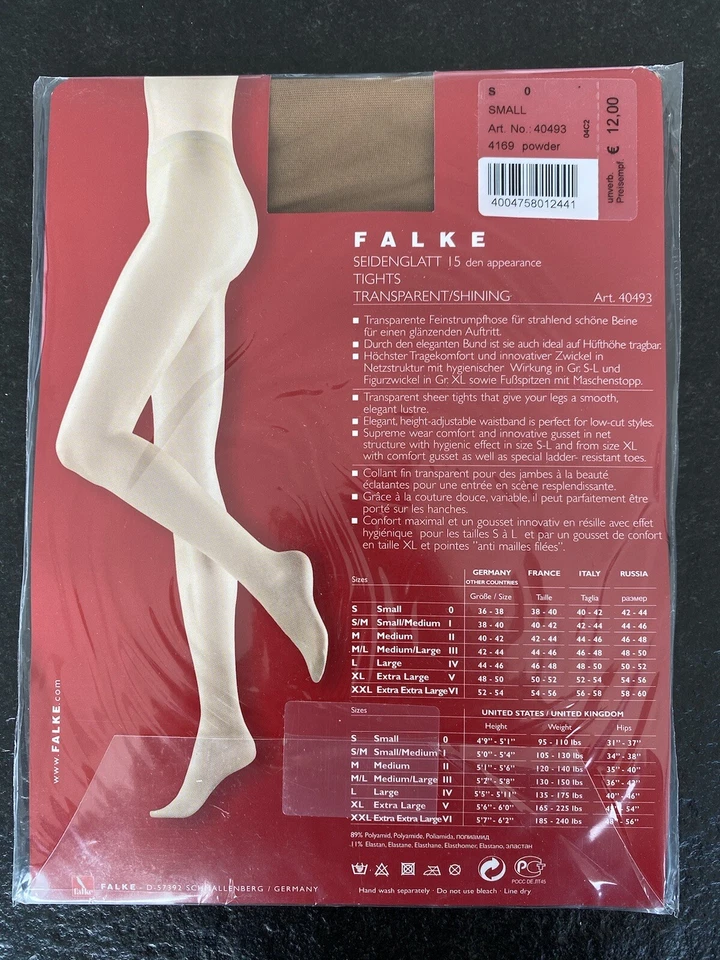 S 0
SMALL
Art. No.: 40493
4169 powder
04C2
unverb. Preisempf. € 12,00
4004758012441
FALKE
SEIDENGLATT 15 den appearance
TIGHTS
TRANSPARENT/SHINING Art. 40493
Transparente Feinstrumpfhose für strahlend schöne Beine
für einen glänzenden Auftritt.
Durch den eleganten Bund ist sie auch ideal auf Hüfthöhe tragbar.
Höchster Tragekomfort und innovativer Zwickel in
Netzstruktur mit hygienischer Wirkung in Gr. S-L und
Figurzwickel in Gr. XL sowie Fußspitzen mit Maschenstopp.
Transparent sheer tights that give your legs a smooth,
elegant lustre.
Elegant, height-adjustable waistband is perfect for low-cut styles.
Supreme wear comfort and innovative gusset in net
structure with hygienic effect in size S-L and from size XL
with comfort gusset as well as special ladder- resistant toes.
Collant fin transparent pour des jambes à la beauté
éclatantes pour une entrée en scène resplendissante.
Grâce à la couture douce, variable, il peut parfaitement être
porté sur les hanches.
Confort maximal et un gousset innovativ en résille avec effet
hygiénique pour les tailles S à L et par un gousset de confort
en taille XL et pointes "anti mailles filées".
GERMANY FRANCE ITALY RUSSIA
Sizes OTHER COUNTRIES
Größe / Size Taille Taglia размер
S Small 0 36 - 38 38 - 40 40 - 42 42 - 44
S/M Small/Medium I 38 - 40 40 - 42 42 - 44 44 - 46
M Medium II 40 - 42 42 - 44 44 - 46 46 - 48
M/L Medium/Large III 42 - 44 44 - 46 46 - 48 48 - 50
L Large IV 44 - 46 46 - 48 48 - 50 50 - 52
XL Extra Large V 48 - 50 50 - 52 52 - 54 54 - 56
XXL Extra Extra Large VI 52 - 54 54 - 56 56 - 58 58 - 60
Sizes UNITED STATES / UNITED KINGDOM
Height Weight Hips
S Small 0 4'9" - 5'1" 95 - 110 lbs 31" - 37"
S/M Small/Medium I 5'0" - 5'4" 105 - 130 lbs 34" - 38"
M Medium II 5'1" - 5'6" 120 - 140 lbs 35" - 40"
M/L Medium/Large III 5'2" - 5'8" 130 - 150 lbs 36" - 42"
L Large IV 5'5" - 5'11" 135 - 175 lbs 40" - 46"
XL Extra Large V 5'6" - 6'0" 165 - 225 lbs 54"
XXL Extra Extra Large VI 5'7" - 6'2" 185 - 240 lbs 56"
89% Polyamid, Polyamide, Poliamida, полиамид
11% Elastan, Elastane, Elasthane, Elasthomer, Elastano, эластан
РОСС DE.ПТ45
Hand wash separately · Do not use bleach · Line dry
www.FALKE.com
Falke FALKE - D-57392 SCHMALLENBERG / GERMANY